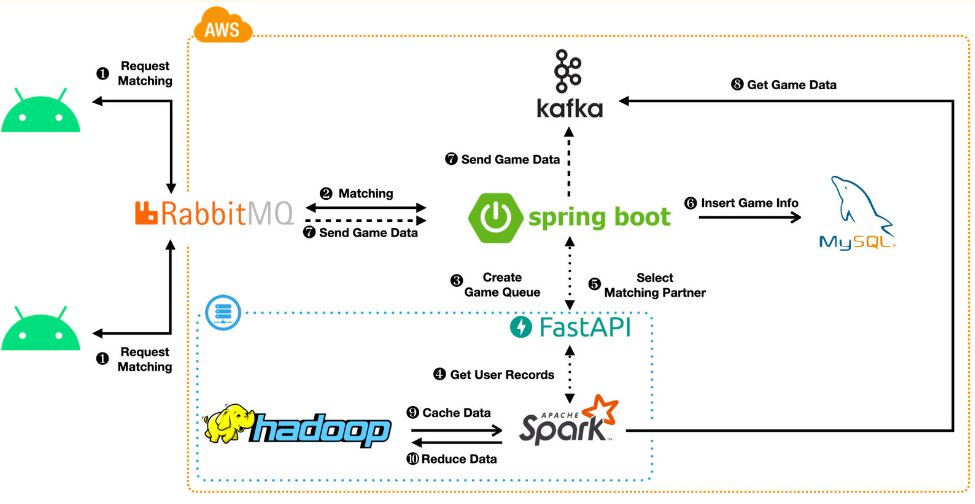 AWS
❶ Request
Matching
kafka
❽ Get Game Data
❼ Send Game Data
RabbitMQ
❷ Matching
❼ Send Game Data
spring boot
❻ Insert Game Info
MySQL
❸ Create
Game Queue
❺ Select
Matching Partner
FastAPI
❶ Request
Matching
❹ Get User Records
hadoop
❾ Cache Data
❿ Reduce Data
APACHE
Spark™